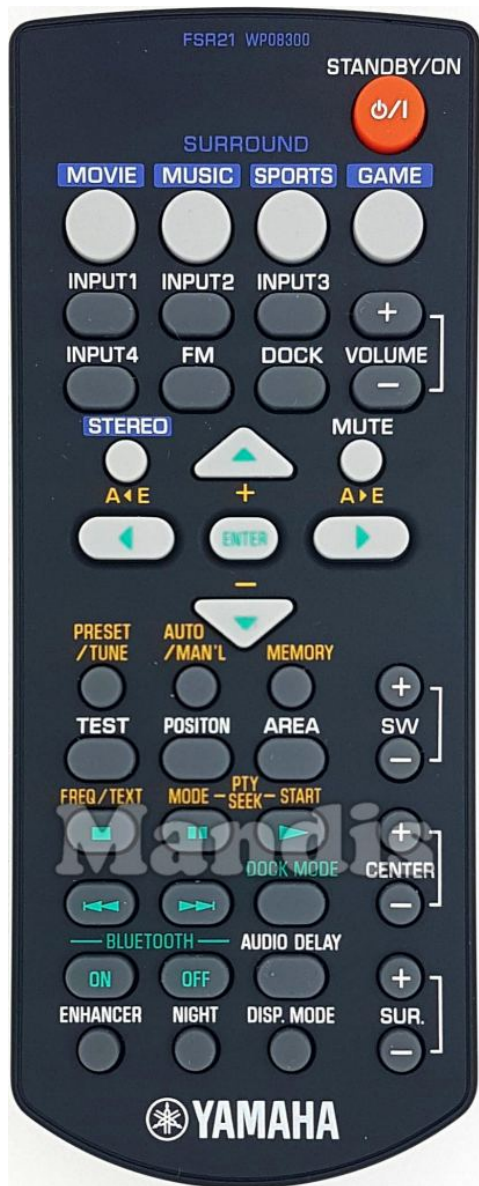 FSR21 WP08300
STANDBY/ON
⏻/I
SURROUND
MOVIE MUSIC SPORTS GAME
INPUT1 INPUT2 INPUT3
+
INPUT4 FM DOCK VOLUME
−
STEREO MUTE
A◂E + A▸E
ENTER
−
PRESET AUTO
/TUNE /MAN'L MEMORY
+
TEST POSITON AREA SW
−
FREQ/TEXT MODE PTY SEEK START
Mandis
+
DOCK MODE CENTER
−
BLUETOOTH AUDIO DELAY
ON OFF +
ENHANCER NIGHT DISP. MODE SUR.
−
YAMAHA